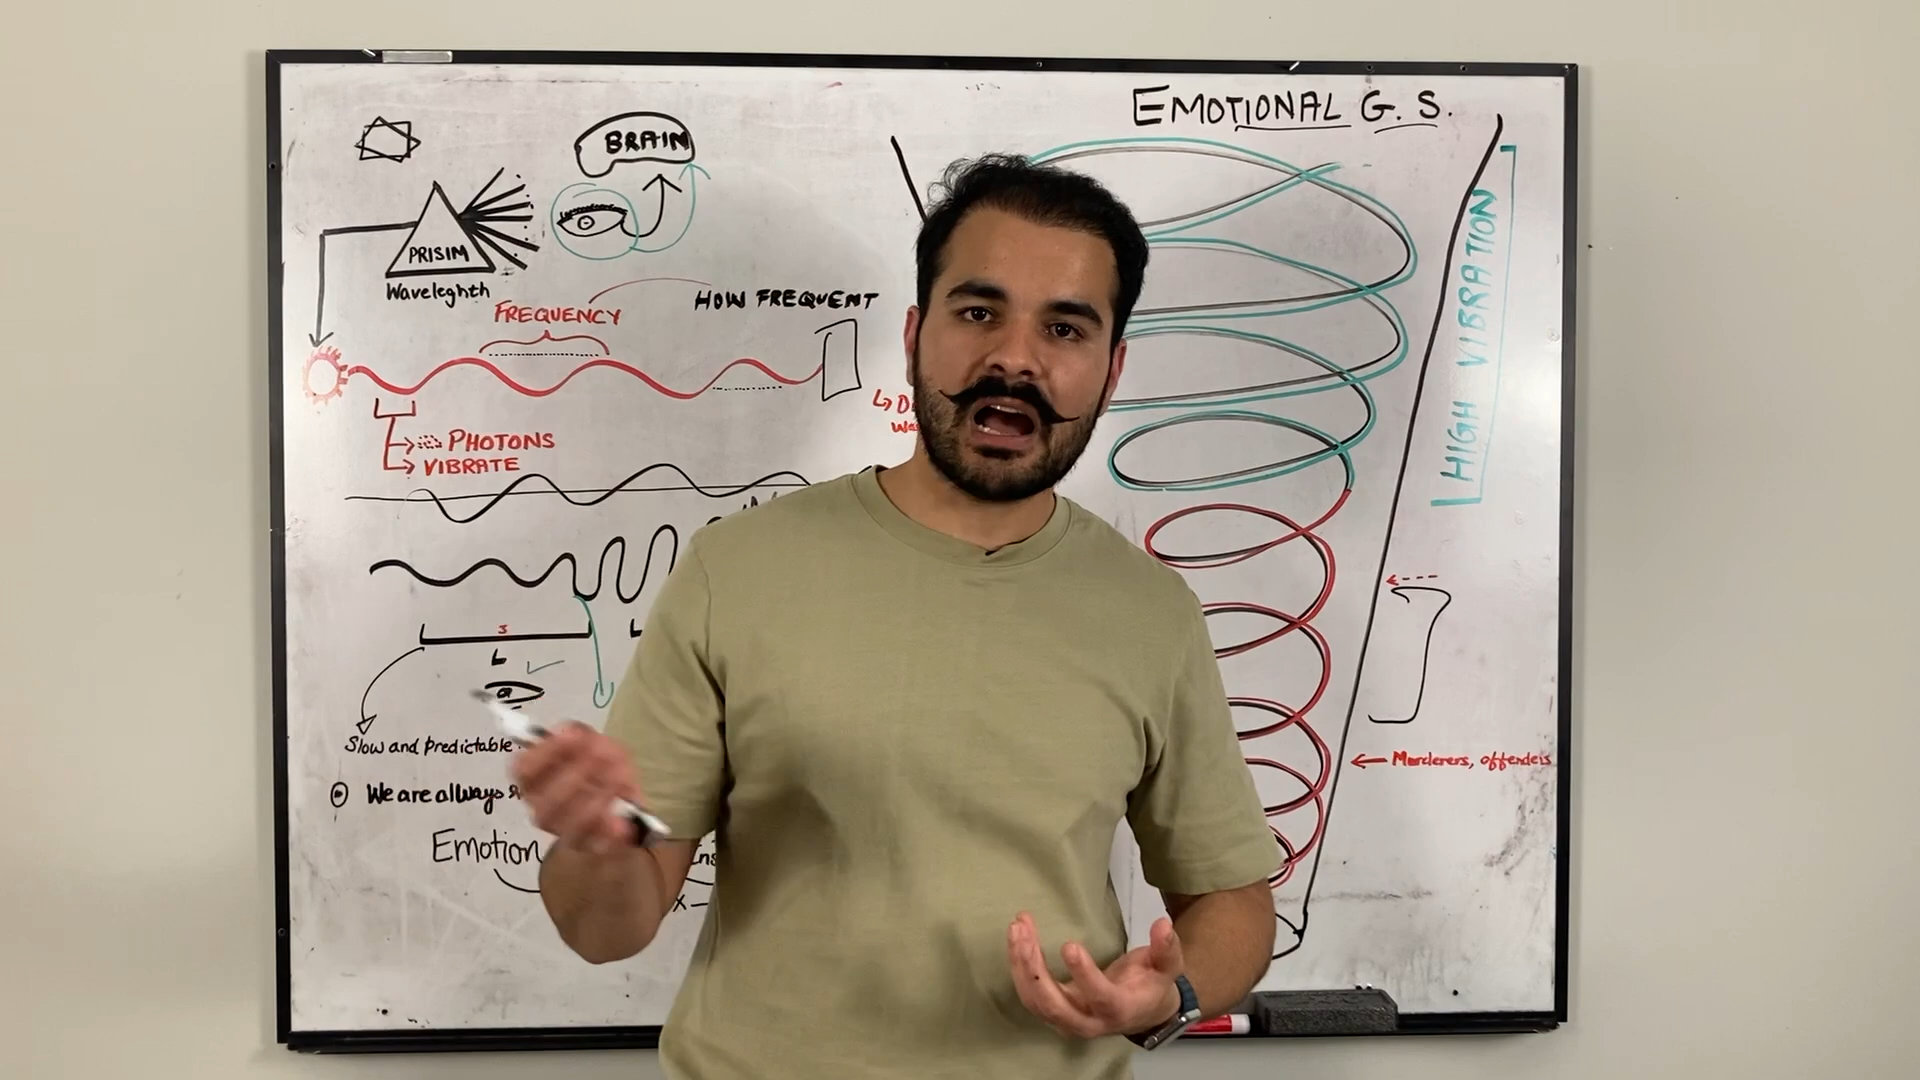 EMOTIONAL G. S.
BRAIN
PRISIM
Waveleghth
FREQUENCY
HOW FREQUENT
PHOTONS
VIBRATE
HIGH VIBRATION
S
L
Slow and predictable
We are always
Emotion
Murderers, offenders